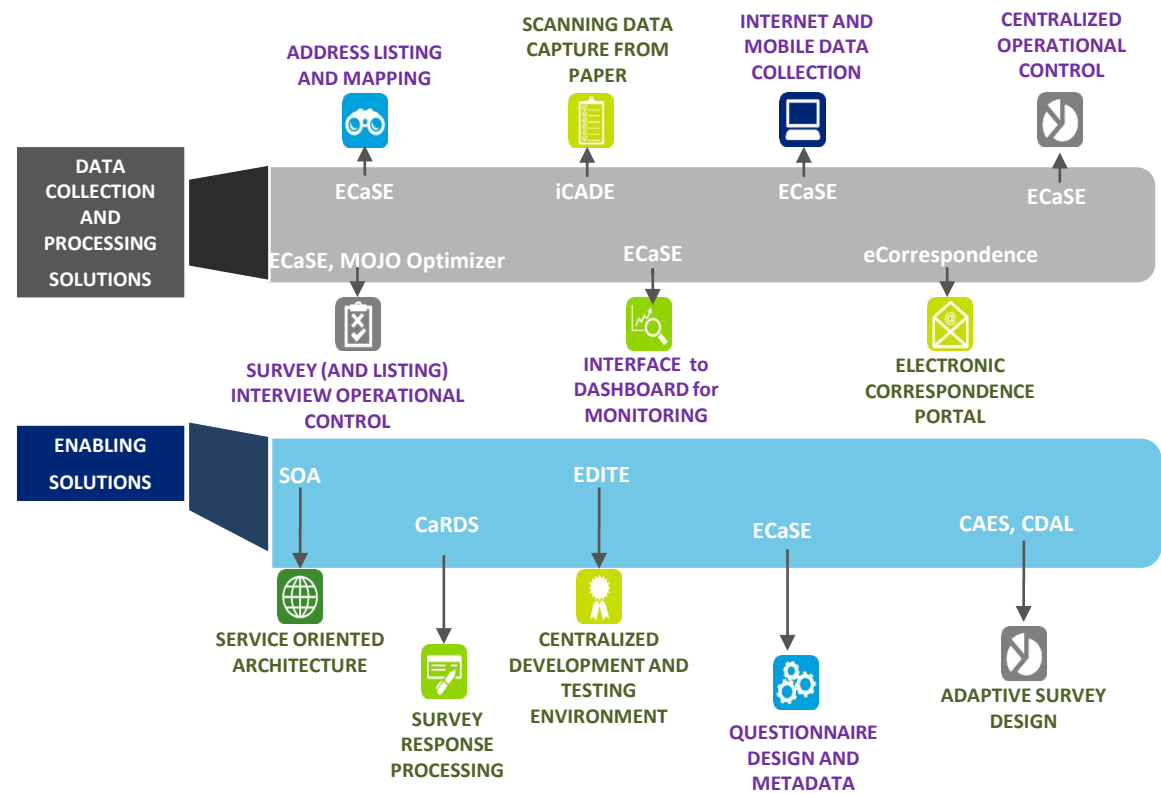 ADDRESS LISTING
AND MAPPING
SCANNING DATA
CAPTURE FROM
PAPER
INTERNET AND
MOBILE DATA
COLLECTION
CENTRALIZED
OPERATIONAL
CONTROL
DATA
COLLECTION
AND
PROCESSING
SOLUTIONS
ECaSE
iCADE
ECaSE
ECaSE
ECaSE, MOJO Optimizer
ECaSE
eCorrespondence
@
SURVEY (AND LISTING)
INTERVIEW OPERATIONAL
CONTROL
INTERFACE to
DASHBOARD for
MONITORING
ELECTRONIC
CORRESPONDENCE
PORTAL
ENABLING
SOLUTIONS
SOA
CaRDS
EDITE
ECaSE
CAES, CDAL
SERVICE ORIENTED
ARCHITECTURE
SURVEY
RESPONSE
PROCESSING
CENTRALIZED
DEVELOPMENT AND
TESTING
ENVIRONMENT
QUESTIONNAIRE
DESIGN AND
METADATA
ADAPTIVE SURVEY
DESIGN